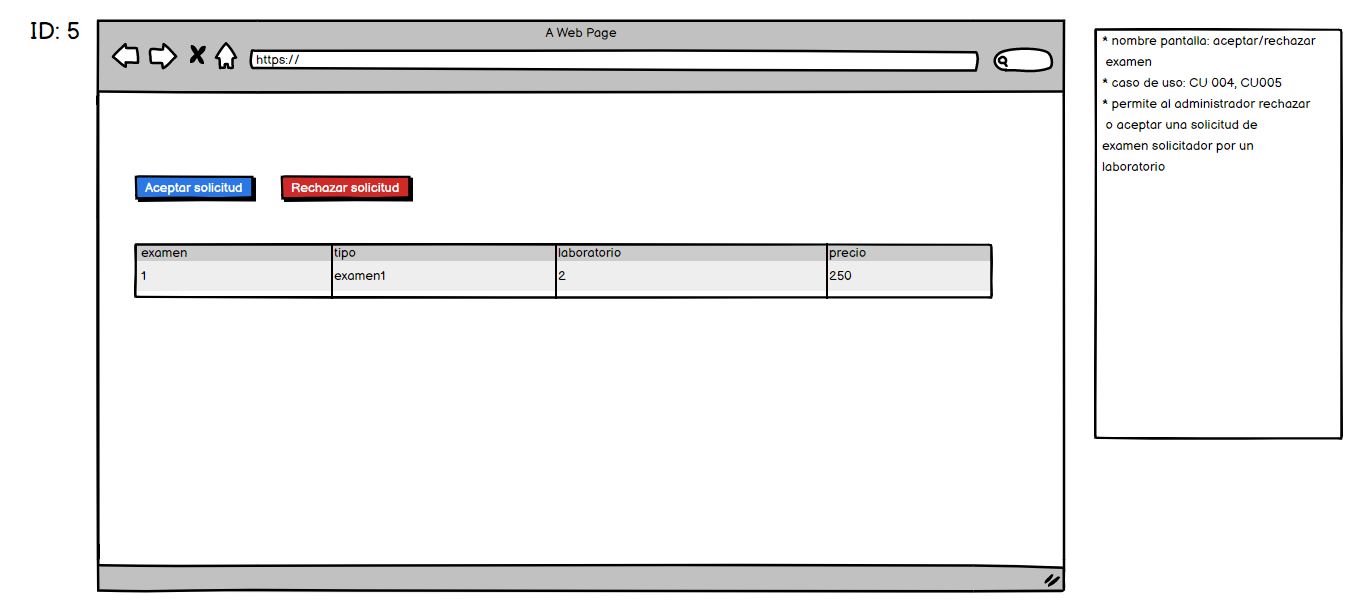 ID: 5
A Web Page
https://
Aceptar solicitud
Rechazar solicitud
examen tipo laboratorio precio
1 examen1 2 250
* nombre pantalla: aceptar/rechazar
examen
* caso de uso: CU 004, CU005
* permite al administrador rechazar
o aceptar una solicitud de
examen solicitador por un
laboratorio